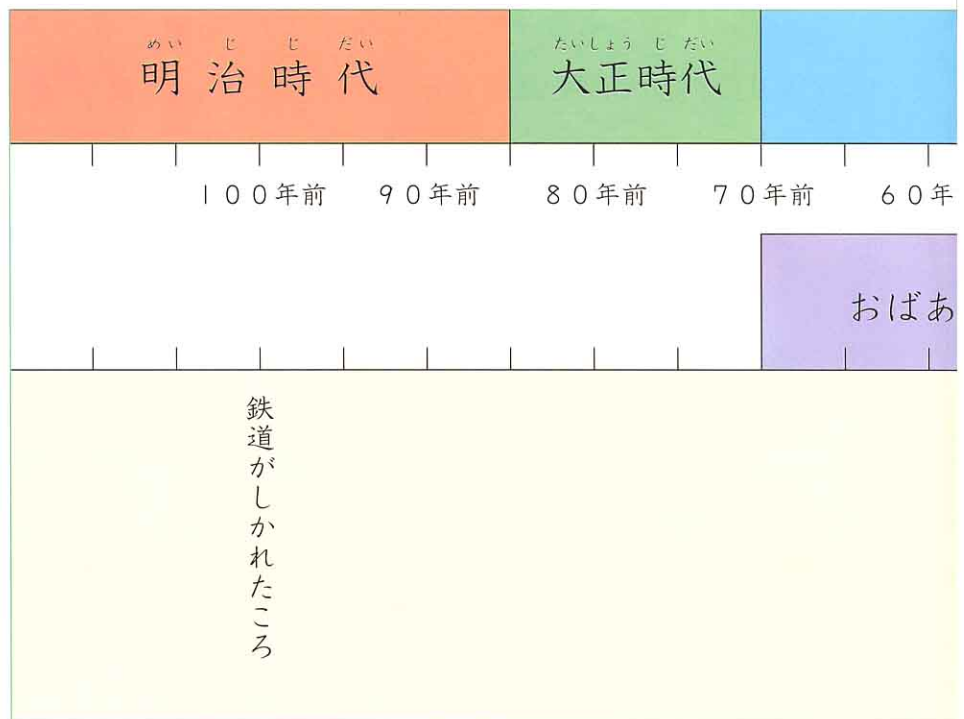 めいじじだい
明治時代
たいしょうじだい
大正時代
100年前
90年前
80年前
70年前
60年
おばあ
鉄道がしかれたころ